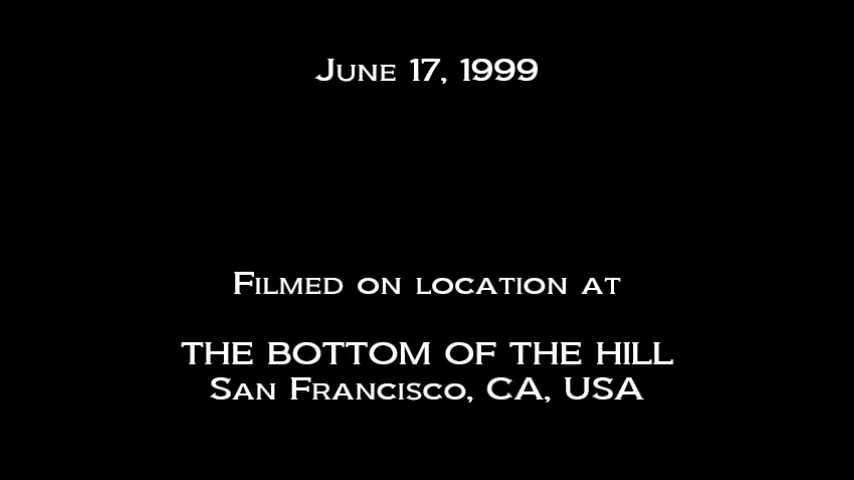 June 17, 1999
Filmed on location at
THE BOTTOM OF THE HILL
San Francisco, CA, USA